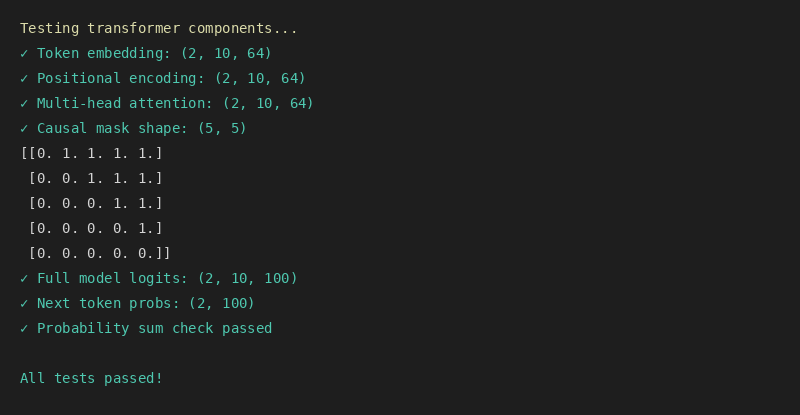 Testing transformer components...
✓ Token embedding: (2, 10, 64)
✓ Positional encoding: (2, 10, 64)
✓ Multi-head attention: (2, 10, 64)
✓ Causal mask shape: (5, 5)
[[0. 1. 1. 1. 1.]
 [0. 0. 1. 1. 1.]
 [0. 0. 0. 1. 1.]
 [0. 0. 0. 0. 1.]
 [0. 0. 0. 0. 0.]]
✓ Full model logits: (2, 10, 100)
✓ Next token probs: (2, 100)
✓ Probability sum check passed
All tests passed!